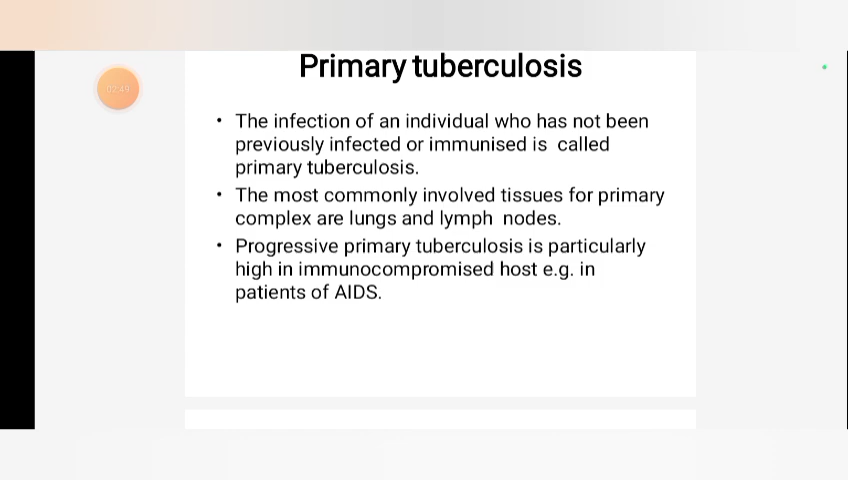 Primary tuberculosis
03:49
• The infection of an individual who has not been
previously infected or immunised is called
primary tuberculosis.
• The most commonly involved tissues for primary
complex are lungs and lymph nodes.
• Progressive primary tuberculosis is particularly
high in immunocompromised host e.g. in
patients of AIDS.